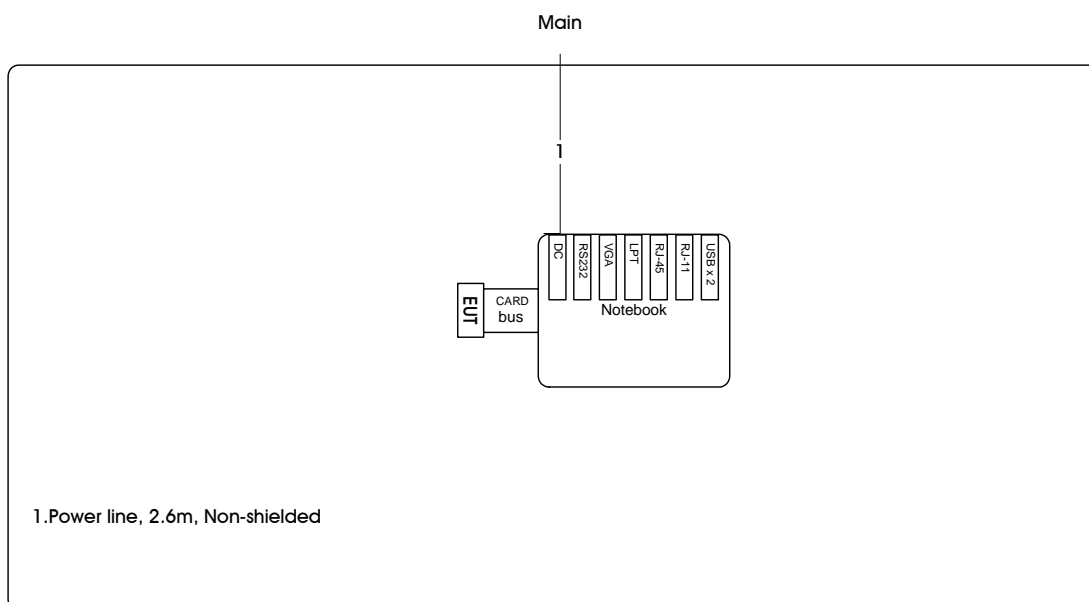 Main
1
DC
RS232
VGA
LPT
RJ-45
RJ-11
USB x 2
Notebook
EUT
CARD
bus
1.Power line, 2.6m, Non-shielded